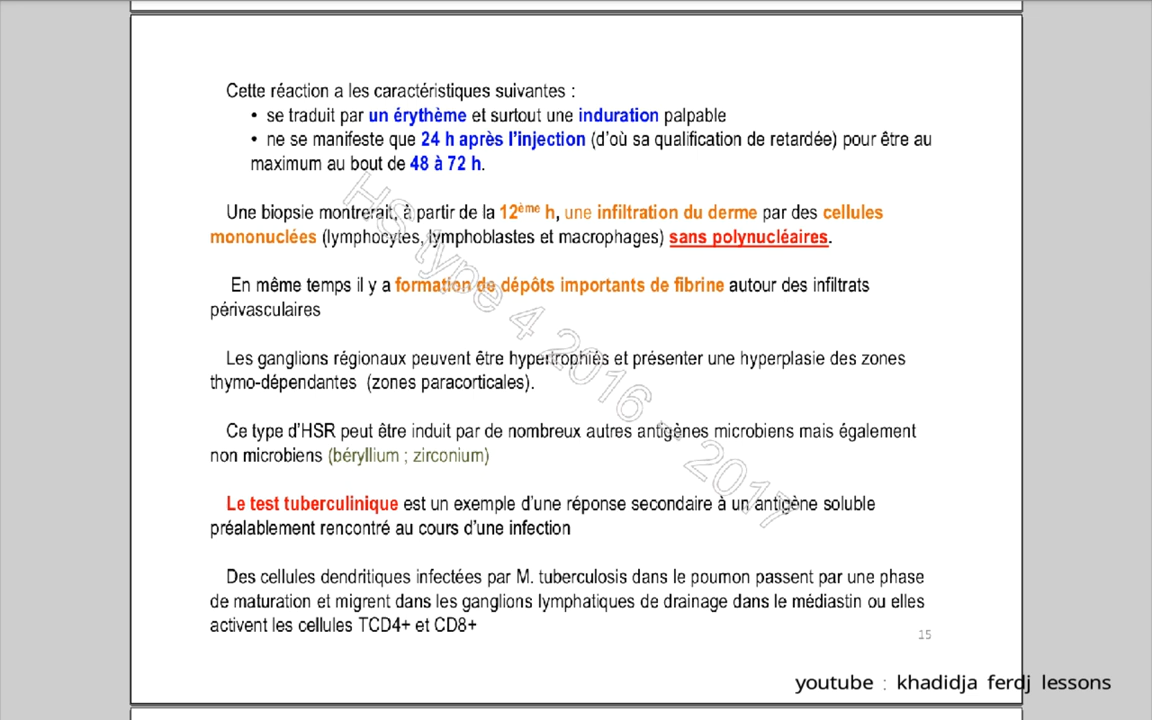 Cette réaction a les caractéristiques suivantes :
• se traduit par un érythème et surtout une induration palpable
• ne se manifeste que 24 h après l'injection (d'où sa qualification de retardée) pour être au
maximum au bout de 48 à 72 h.
Une biopsie montrerait, à partir de la 12ème h, une infiltration du derme par des cellules
mononuclées (lymphocytes, lymphoblastes et macrophages) sans polynucléaires.
En même temps il y a formation de dépôts importants de fibrine autour des infiltrats
périvasculaires
Les ganglions régionaux peuvent être hypertrophiés et présenter une hyperplasie des zones
thymo-dépendantes (zones paracorticales).
Ce type d'HSR peut être induit par de nombreux autres antigènes microbiens mais également
non microbiens (béryllium ; zirconium)
Le test tuberculinique est un exemple d'une réponse secondaire à un antigène soluble
préalablement rencontré au cours d'une infection
Des cellules dendritiques infectées par M. tuberculosis dans le poumon passent par une phase
de maturation et migrent dans les ganglions lymphatiques de drainage dans le médiastin ou elles
activent les cellules TCD4+ et CD8+
15
HS type 4 2016 - 2017
youtube : khadidja ferdj lessons